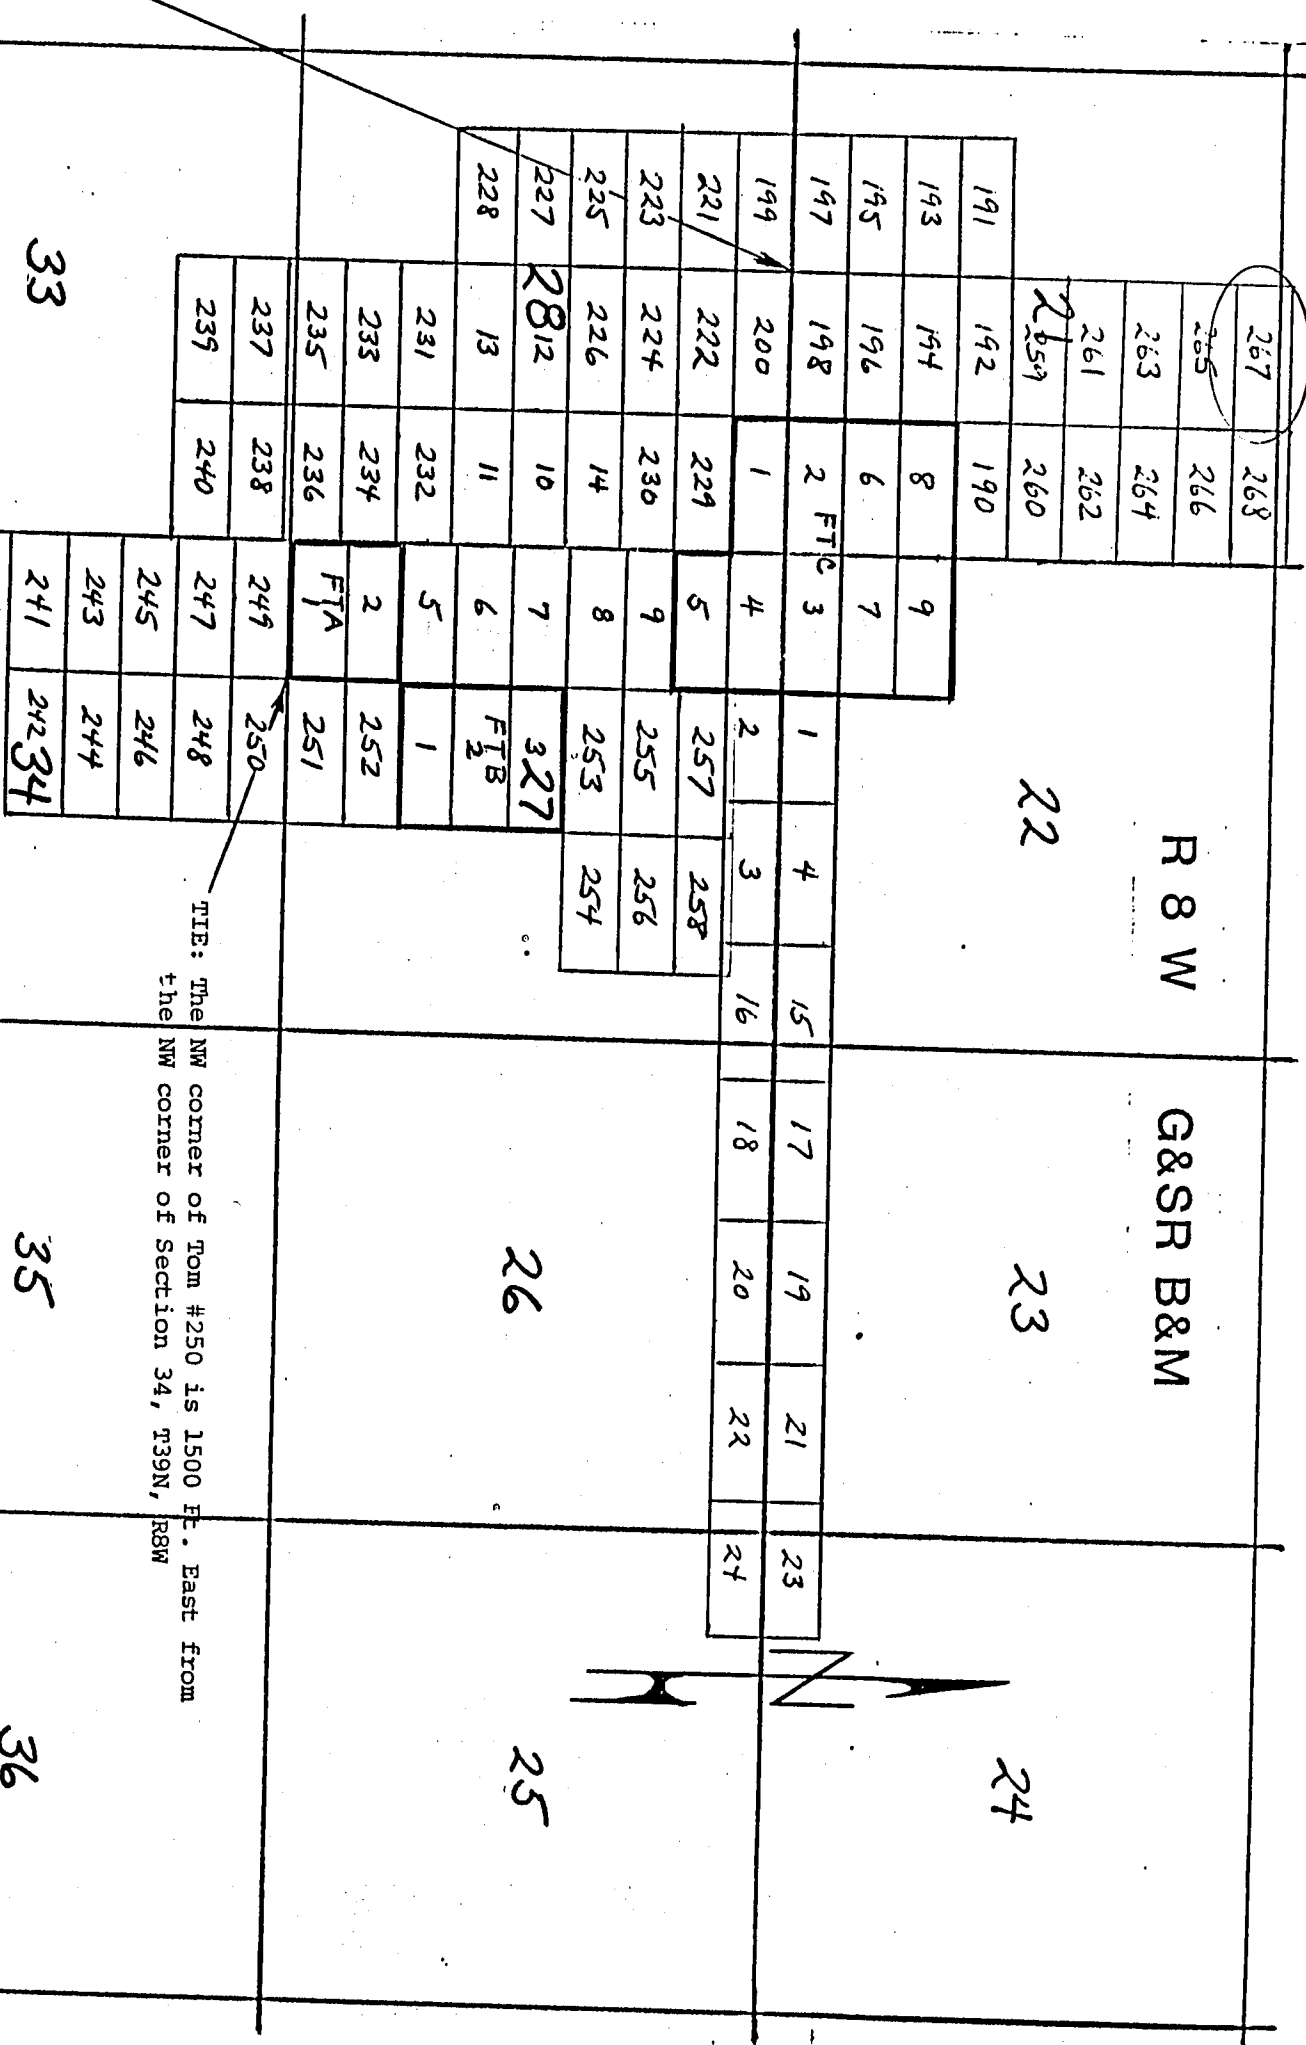 267 268
265 266
R 8 W G&SR B&M
263 264
261 262
21 259 260 22 23 24
191 192 190
193 194 8 9
195 196 6 7
197 198 2 FTC 3 1 4 15 17 19 21 23
N
199 200 1 4 2 3 16 18 20 22 24
221 222 229 5 257 258
223 224 230 9 255 256
225 226 14 8 253 254
227 28 12 10 7 3 27 26 25
228 13 11 6 FTB 2
231 232 5 1
233 234 2 252
235 236 FTA 1 251
237 238 249 250
239 240 247 248
TIE: The NW corner of Tom #250 is 1500 Ft. East from
the NW corner of Section 34, T39N, R8W
245 246
243 244
33 241 242 34 35 36